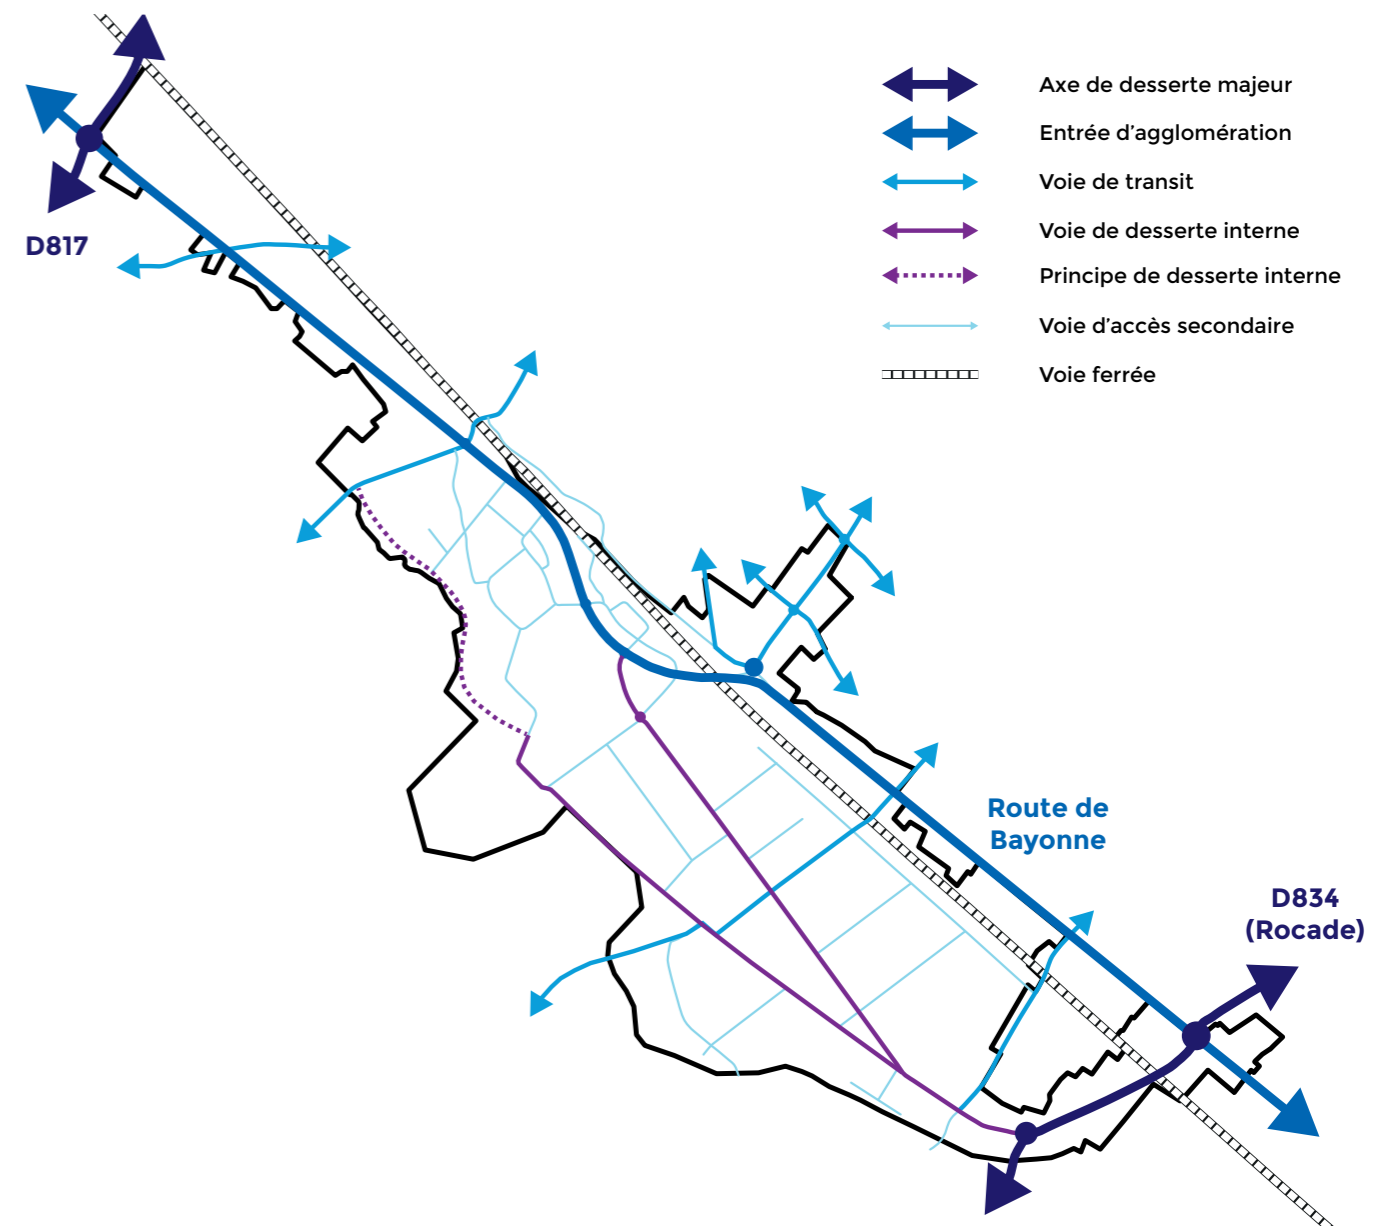 Axe de desserte majeur
Entrée d’agglomération
Voie de transit
Voie de desserte interne
Principe de desserte interne
Voie d’accès secondaire
Voie ferrée
D817
Route de
Bayonne
D834
(Rocade)